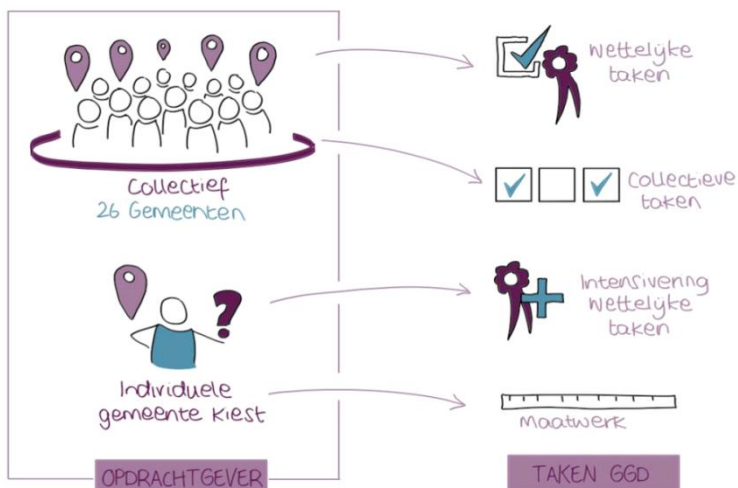 Collectief
26 Gemeenten
Individuele
gemeente kiest
?
OPDRACHTGEVER
Wettelijke
taken
Collectieve
taken
Intensivering
Wettelijke
taken
Maatwerk
TAKEN GGD